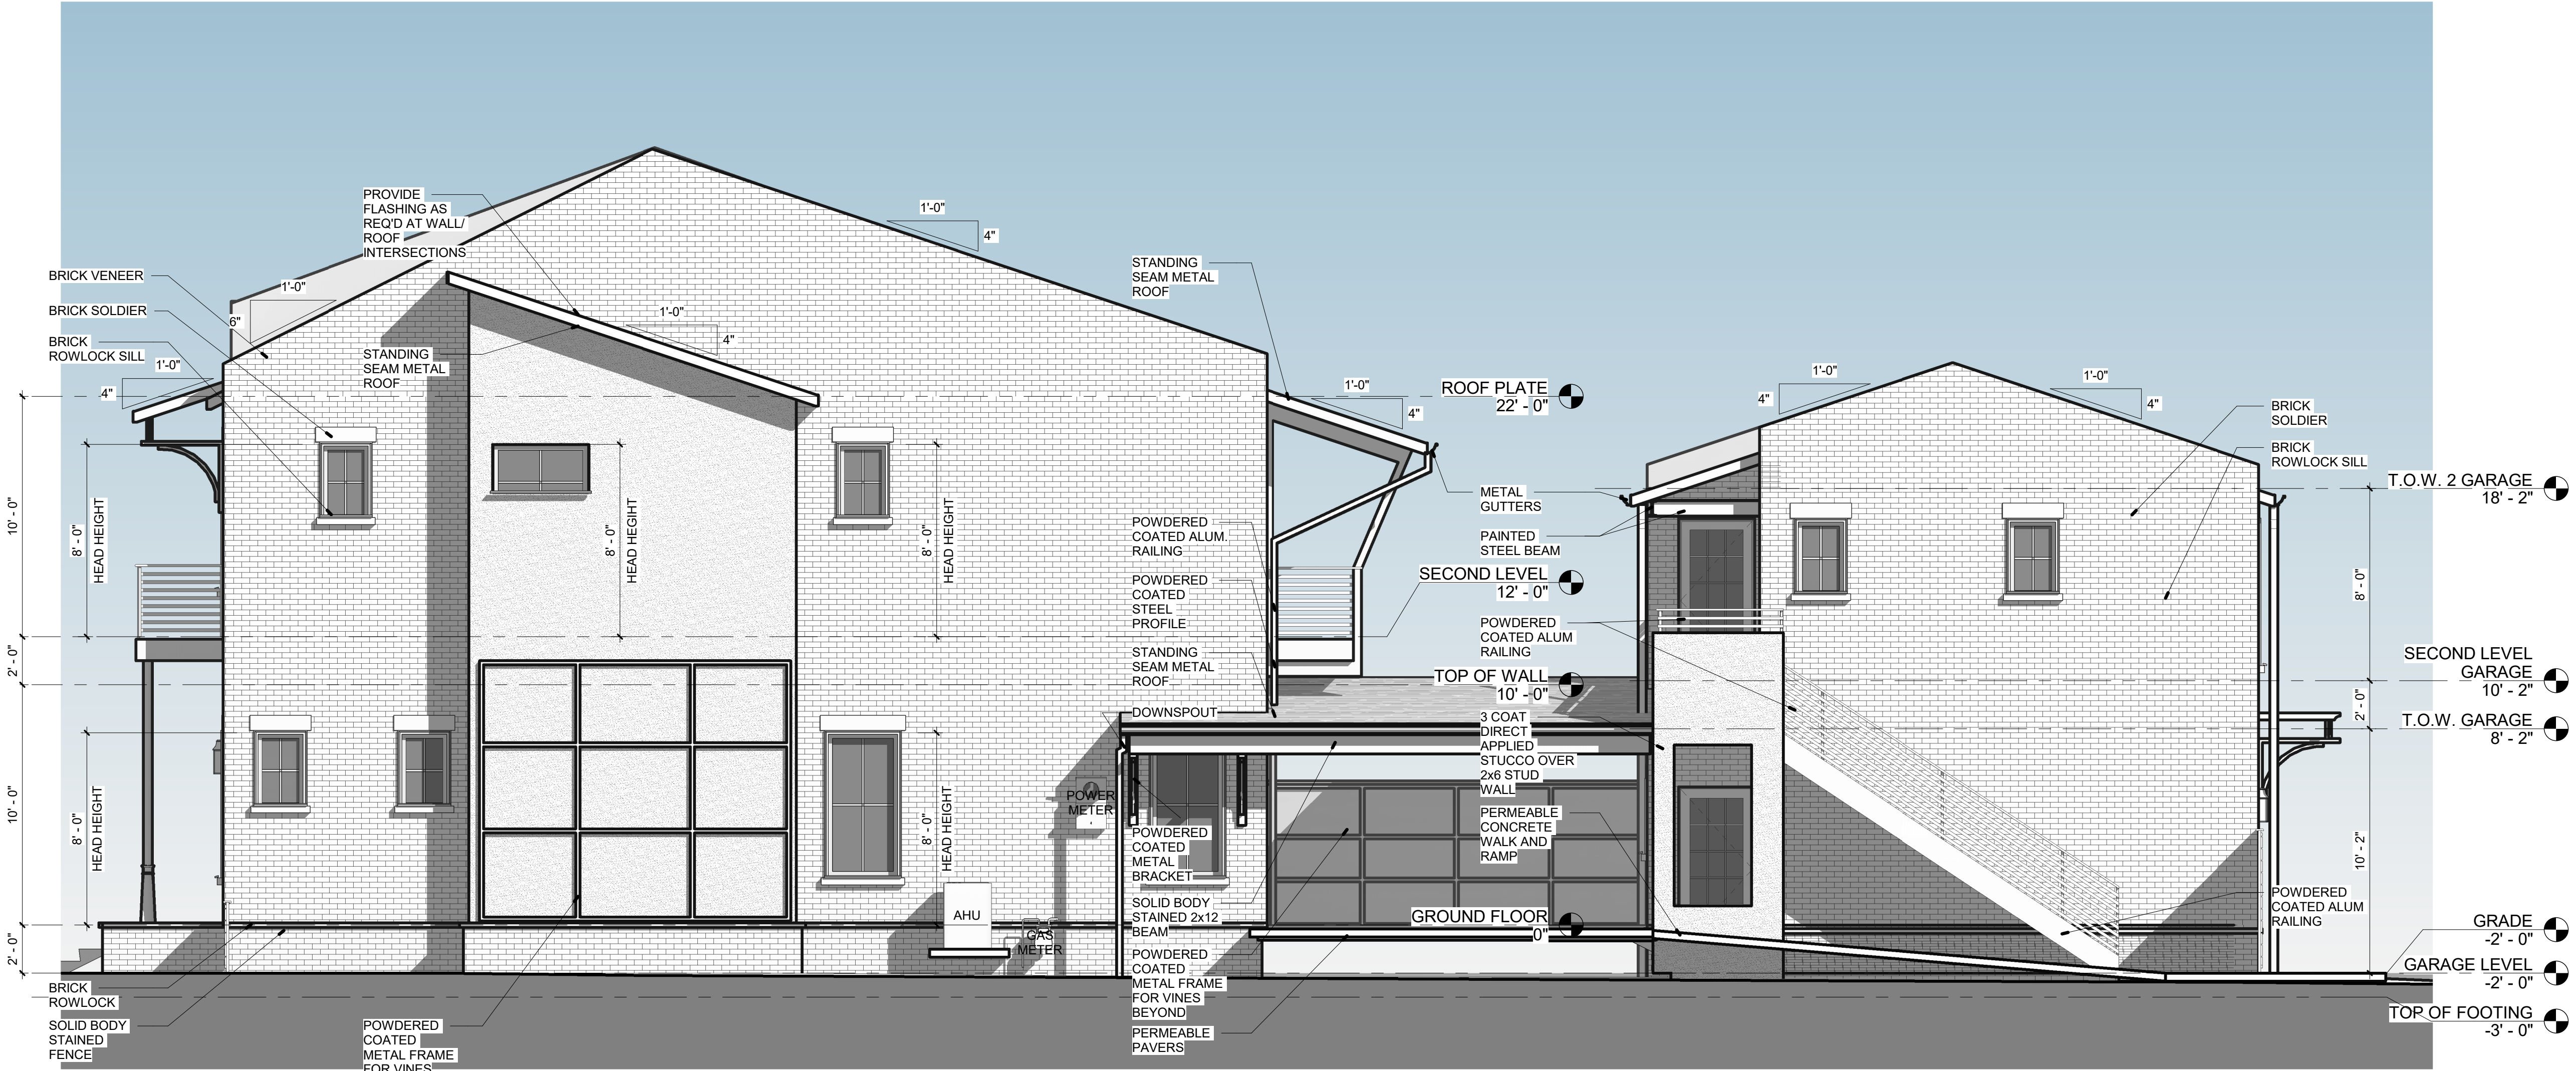 PROVIDE
FLASHING AS
REQ'D AT WALL/
ROOF
INTERSECTIONS
1'-0"
4"
BRICK VENEER
BRICK SOLDIER
BRICK
ROWLOCK SILL
1'-0"
6"
1'-0"
4"
STANDING
SEAM METAL
ROOF
1'-0"
4"
STANDING
SEAM METAL
ROOF
1'-0"
4"
ROOF PLATE
22' - 0"
1'-0"
4"
1'-0"
4"
BRICK
SOLDIER
BRICK
ROWLOCK SILL
T.O.W. 2 GARAGE
18' - 2"
METAL
GUTTERS
PAINTED
STEEL BEAM
10' - 0"
8' - 0"
HEAD HEIGHT
8' - 0"
HEAD HEGIHT
8' - 0"
HEAD HEIGHT
POWDERED
COATED ALUM.
RAILING
POWDERED
COATED
STEEL
PROFILE
STANDING
SEAM METAL
ROOF
SECOND LEVEL
12' - 0"
POWDERED
COATED ALUM
RAILING
TOP OF WALL
10' - 0"
8' - 0"
SECOND LEVEL
GARAGE
10' - 2"
2' - 0"
T.O.W. GARAGE
8' - 2"
2' - 0"
DOWNSPOUT
3 COAT
DIRECT
APPLIED
STUCCO OVER
2x6 STUD
WALL
PERMEABLE
CONCRETE
WALK AND
RAMP
10' - 0"
8' - 0"
HEAD HEIGHT
8' - 0"
HEAD HEIGHT
POWER
METER
POWDERED
COATED
METAL
BRACKET
SOLID BODY
STAINED 2x12
BEAM
10' - 2"
POWDERED
COATED ALUM
RAILING
AHU
GAS
METER
GROUND FLOOR
0"
GRADE
-2' - 0"
GARAGE LEVEL
-2' - 0"
TOP OF FOOTING
-3' - 0"
2' - 0"
POWDERED
COATED
METAL FRAME
FOR VINES
BEYOND
PERMEABLE
PAVERS
BRICK
ROWLOCK
SOLID BODY
STAINED
FENCE
POWDERED
COATED
METAL FRAME
FOR VINES